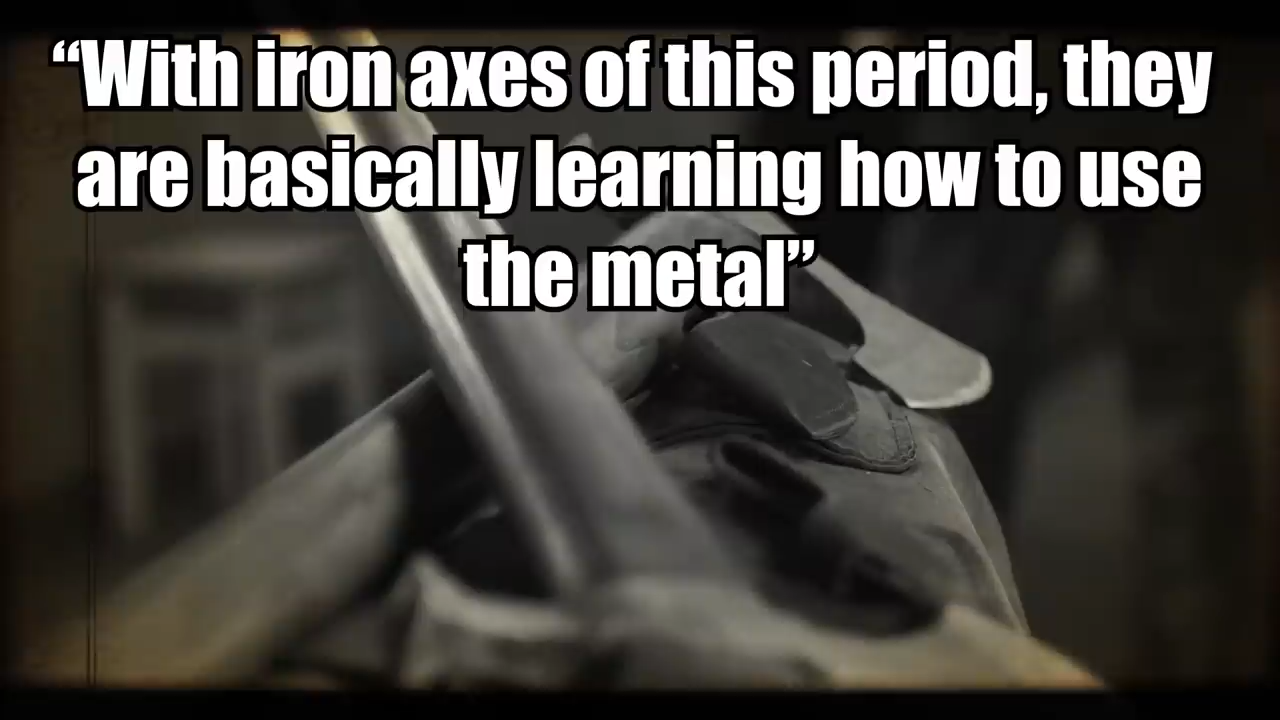 “With iron axes of this period, they
are basically learning how to use
the metal”